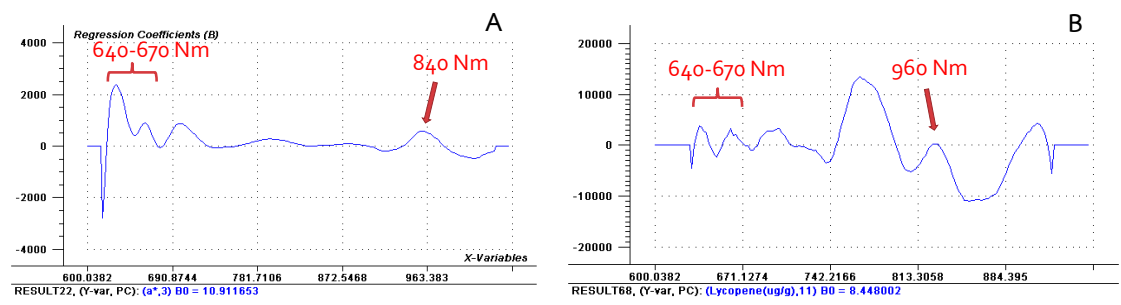 A
Regression Coefficients (B)
640-670 Nm
840 Nm
4000
2000
0
-2000
-4000
X-Variables
600.0382 690.8744 781.7106 872.5468 963.383
RESULT22, (Y-var, PC): (a*,3) B0 = 10.911653
B
640-670 Nm
960 Nm
20000
10000
0
-10000
-20000
600.0382 671.1274 742.2166 813.3058 884.395
RESULT68, (Y-var, PC): (Lycopene(ug/g),11) B0 = 8.448002